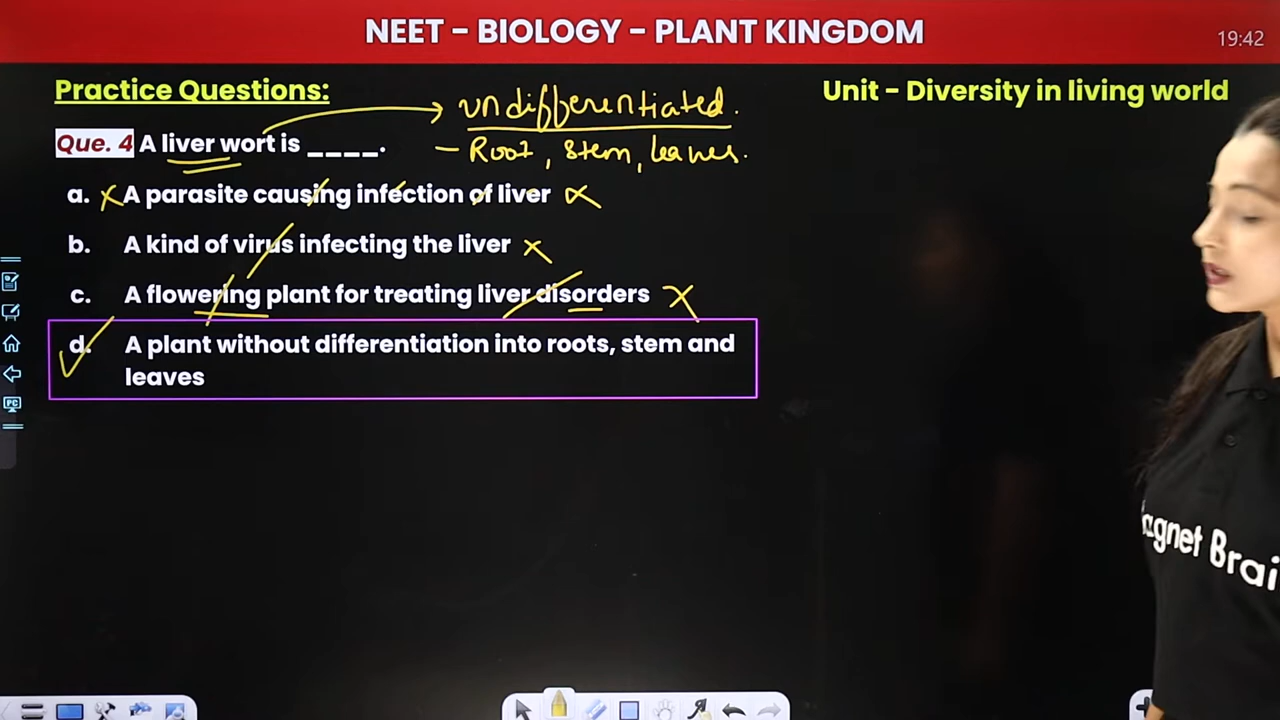 NEET – BIOLOGY – PLANT KINGDOM
19:42
Practice Questions:
Unit – Diversity in living world
undifferentiated.
Que. 4 A liver wort is ____.
– Root, stem, leaves.
a. A parasite causing infection of liver
b. A kind of virus infecting the liver
c. A flowering plant for treating liver disorders
d. A plant without differentiation into roots, stem and
leaves
agnet Brai
PC